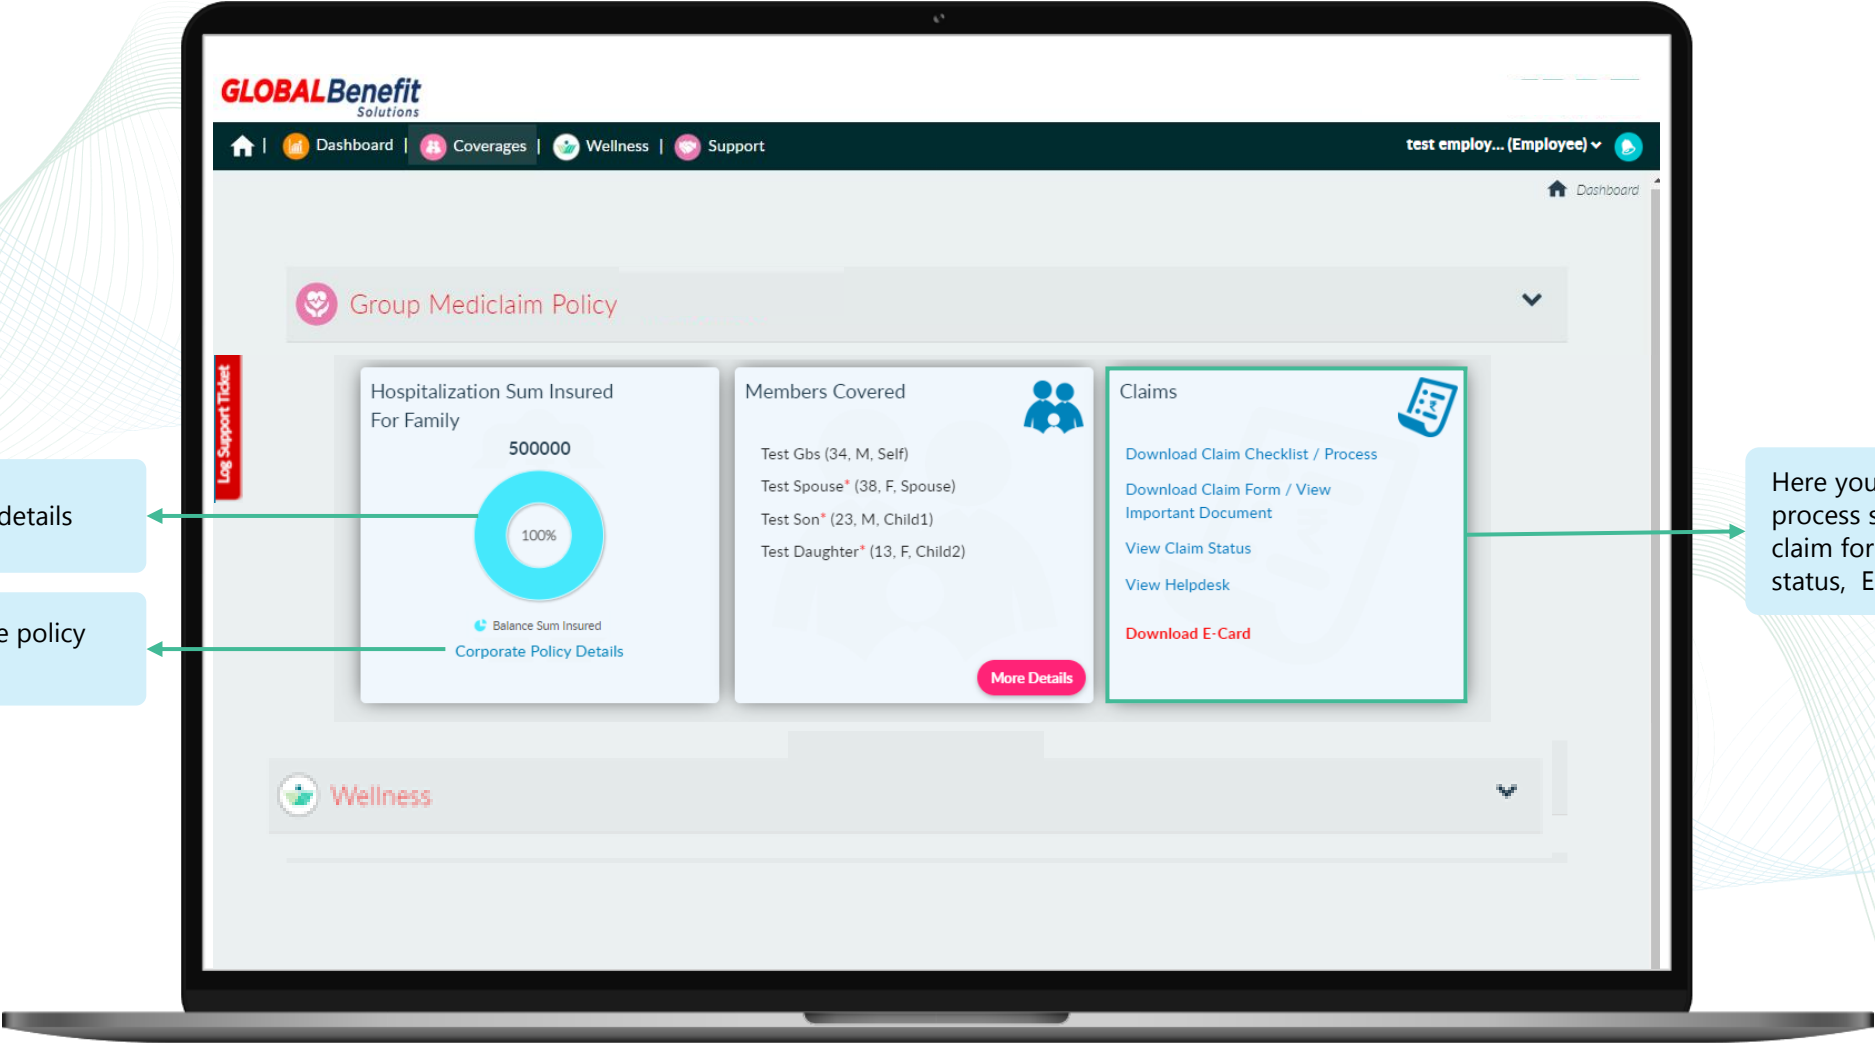 GLOBALBenefit
Solutions
Dashboard | Coverages | Wellness | Support
test employ... (Employee)
Dashboard
Group Mediclaim Policy
Log Support Ticket
Hospitalization Sum Insured
For Family
500000
100%
Balance Sum Insured
Corporate Policy Details
Members Covered
Test Gbs (34, M, Self)
Test Spouse* (38, F, Spouse)
Test Son* (23, M, Child1)
Test Daughter* (13, F, Child2)
More Details
Claims
Download Claim Checklist / Process
Download Claim Form / View
Important Document
View Claim Status
View Helpdesk
Download E-Card
details
e policy
Here you
process s
claim for
status, E
Wellness